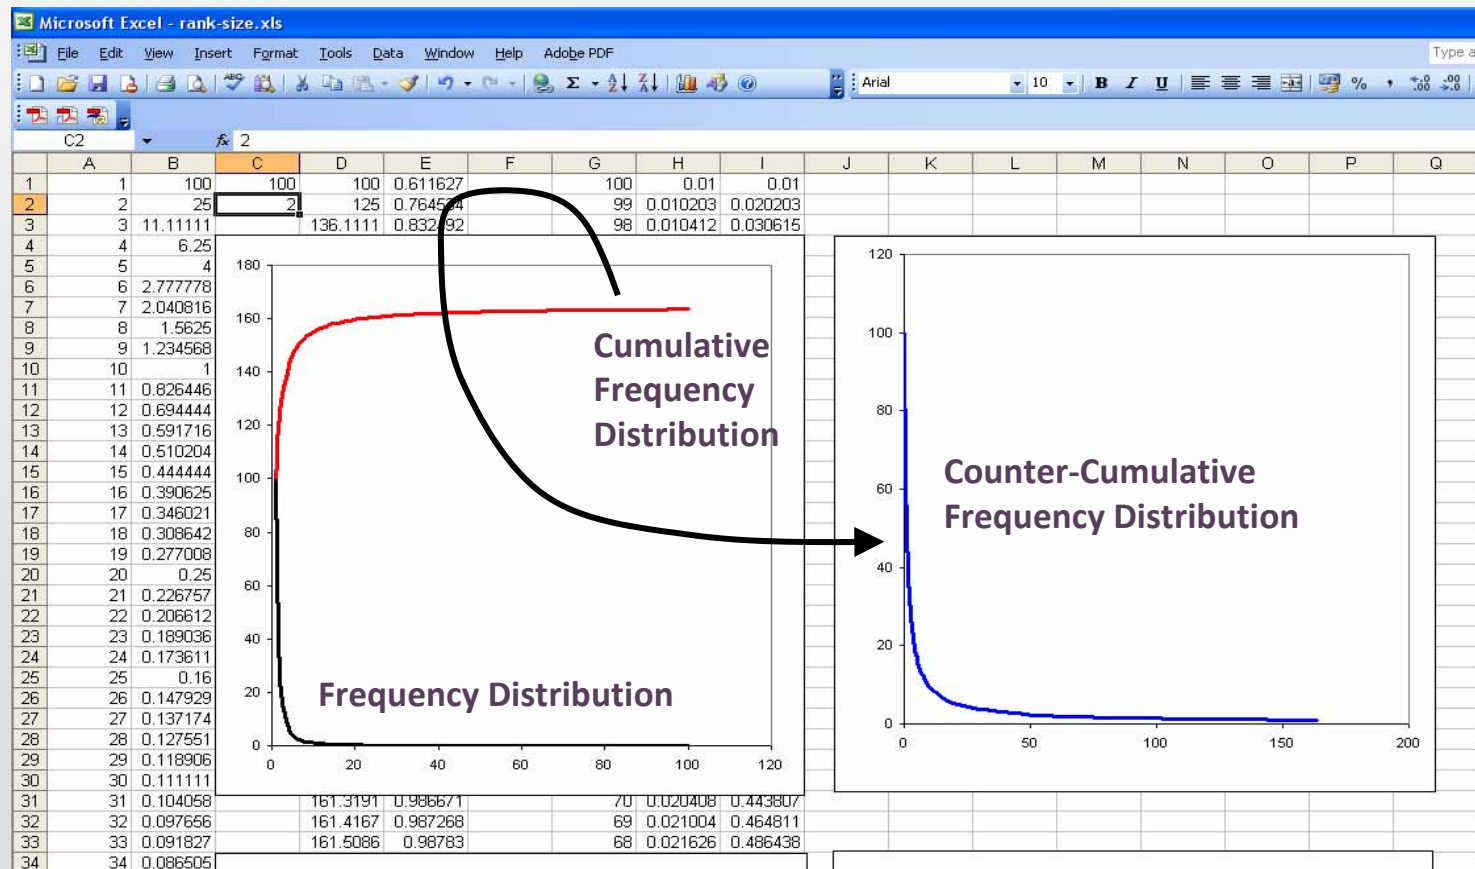 Microsoft Excel - rank-size.xls
File Edit View Insert Format Tools Data Window Help Adobe PDF Type a
Arial 10 B I U % ,
C2 fx 2
A B C D E F G H I J K L M N O P Q
1 1 100 100 100 0.611627 100 0.01 0.01
2 2 25 2 125 0.764534 99 0.010203 0.020203
3 3 11.11111 136.1111 0.832492 98 0.010412 0.030615
4 4 6.25
5 5 4
6 6 2.777778
7 7 2.040816
8 8 1.5625
9 9 1.234568
10 10 1
11 11 0.826446
12 12 0.694444
13 13 0.591716
14 14 0.510204
15 15 0.444444
16 16 0.390625
17 17 0.346021
18 18 0.308642
19 19 0.277008
20 20 0.25
21 21 0.226757
22 22 0.206612
23 23 0.189036
24 24 0.173611
25 25 0.16
26 26 0.147929
27 27 0.137174
28 28 0.127551
29 29 0.118906
30 30 0.111111
31 31 0.104058 161.3191 0.986671 70 0.020408 0.443807
32 32 0.097656 161.4167 0.987268 69 0.021004 0.464811
33 33 0.091827 161.5086 0.98783 68 0.021626 0.486438
34 34 0.086505
180
160
140
120
100
80
60
40
20
0
0 20 40 60 80 100 120
Cumulative
Frequency
Distribution
Frequency Distribution
120
100
80
60
40
20
0
0 50 100 150 200
Counter-Cumulative
Frequency Distribution